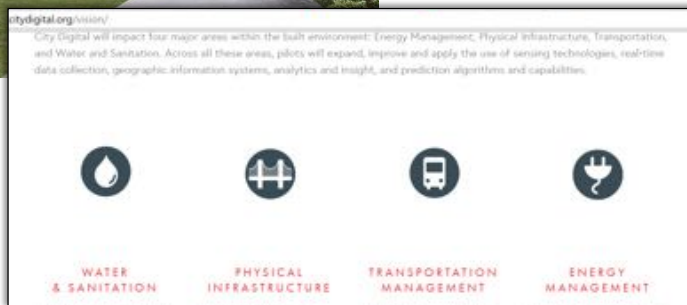 citydigital.org/vision/
City Digital will impact four major areas within the built environment: Energy Management, Physical Infrastructure, Transportation,
and Water and Sanitation. Across all these areas, pilots will expand, improve and apply the use of sensing technologies, real-time
data collection, geographic information systems, analytics and insight, and prediction algorithms and capabilities.
WATER
& SANITATION
PHYSICAL
INFRASTRUCTURE
TRANSPORTATION
MANAGEMENT
ENERGY
MANAGEMENT